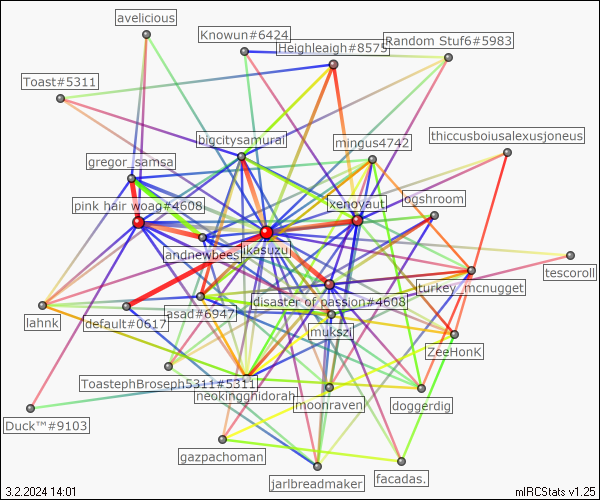 avelicious
Knowun#6424
Heighleaigh#8575
Random Stuf6#5983
Toast#5311
bigcitysamurai
mingus4742
thiccusboiusalexusjoneus
gregor_samsa
pink hair woag#4608
xenoyaut
ogshroom
andnewbees
likasuzu
tescoroll
lahnk
default#0617
asad#6947
disaster of passion#4608
turkey_mcnugget
mukszi
ZeeHonK
ToastephBroseph5311#5311
neokingghidorah
moonraven
doggerdig
Duck™#9103
gazpachoman
jarlbreadmaker
facadas.
3.2.2024 14:01
mIRCStats v1.25